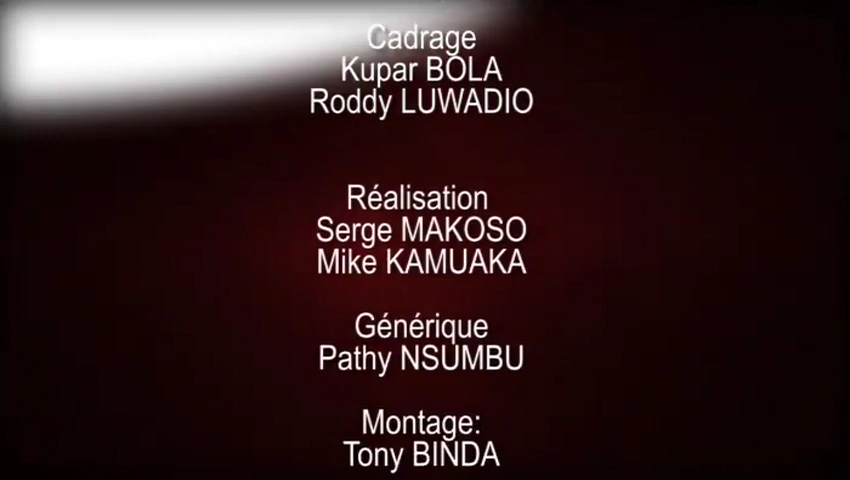 Cadrage
Kupar BOLA
Roddy LUWADIO
Réalisation
Serge MAKOSO
Mike KAMUAKA
Générique
Pathy NSUMBU
Montage:
Tony BINDA